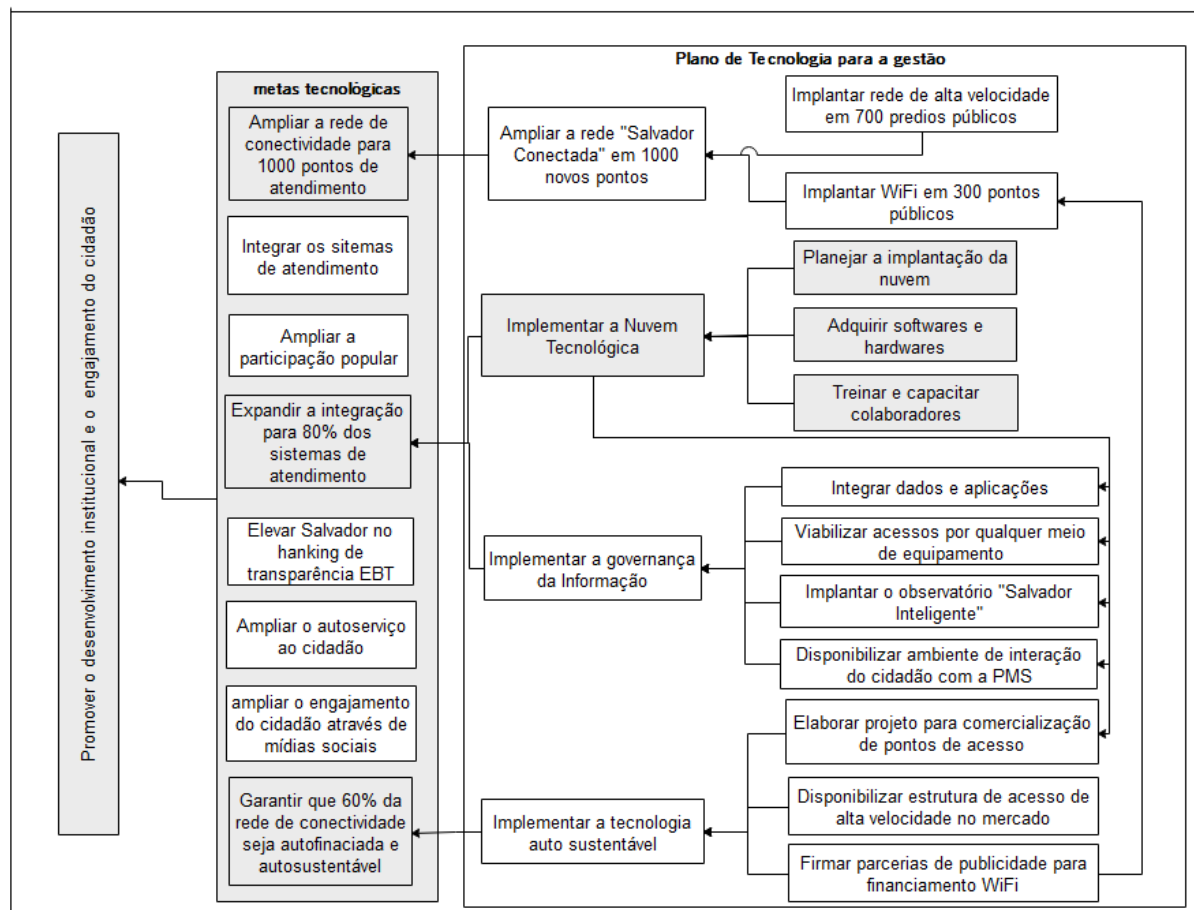 Plano de Tecnologia para a gestão
metas tecnológicas
Promover o desenvolvimento institucional e o engajamento do cidadão
Ampliar a rede de
conectividade para
1000 pontos de
atendimento
Integrar os sitemas
de atendimento
Ampliar a
participação popular
Expandir a integração
para 80% dos
sistemas de
atendimento
Elevar Salvador no
hanking de
transparência EBT
Ampliar o autoserviço
ao cidadão
ampliar o engajamento
do cidadão através de
mídias sociais
Garantir que 60% da
rede de conectividade
seja autofinaciada e
autosustentável
Ampliar a rede "Salvador
Conectada" em 1000
novos pontos
Implementar a Nuvem
Tecnológica
Implementar a governança
da Informação
Implementar a tecnologia
auto sustentável
Implantar rede de alta velocidade
em 700 predios públicos
Implantar WiFi em 300 pontos
públicos
Planejar a implantação da
nuvem
Adquirir softwares e
hardwares
Treinar e capacitar
colaboradores
Integrar dados e aplicações
Viabilizar acessos por qualquer meio
de equipamento
Implantar o observatório "Salvador
Inteligente"
Disponibilizar ambiente de interação
do cidadão com a PMS
Elaborar projeto para comercialização
de pontos de acesso
Disponibilizar estrutura de acesso de
alta velocidade no mercado
Firmar parcerias de publicidade para
financiamento WiFi